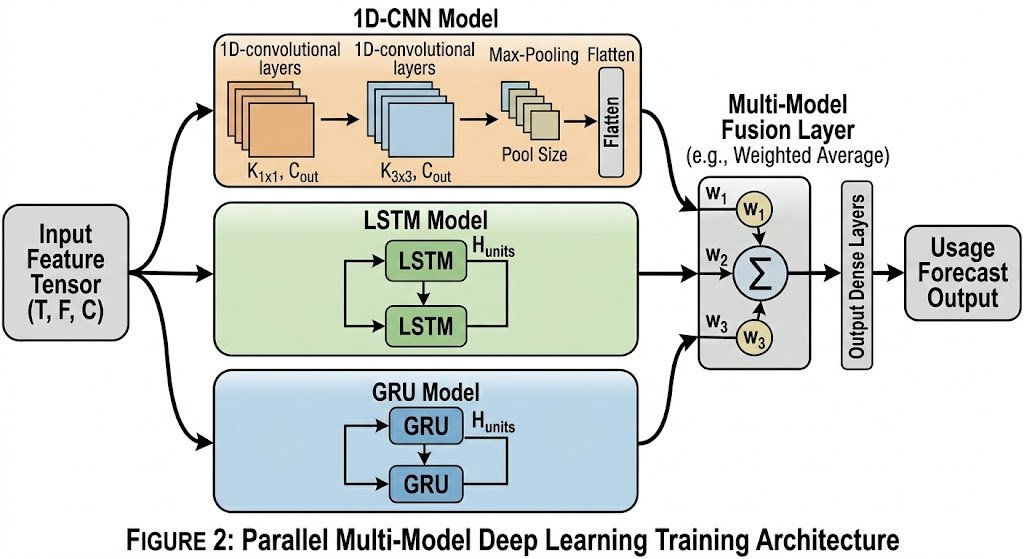 1D-CNN Model
1D-convolutional
layers
1D-convolutional
layers
Max-Pooling
Flatten
Flatten
K1x1, Cout
K3x3, Cout
Pool Size
Input
Feature
Tensor
(T, F, C)
LSTM Model
LSTM
Hunits
LSTM
GRU Model
GRU
Hunits
GRU
Multi-Model
Fusion Layer
(e.g., Weighted Average)
w1
w1
w2
Σ
w3
w3
Output Dense Layers
Usage
Forecast
Output
FIGURE 2: Parallel Multi-Model Deep Learning Training Architecture